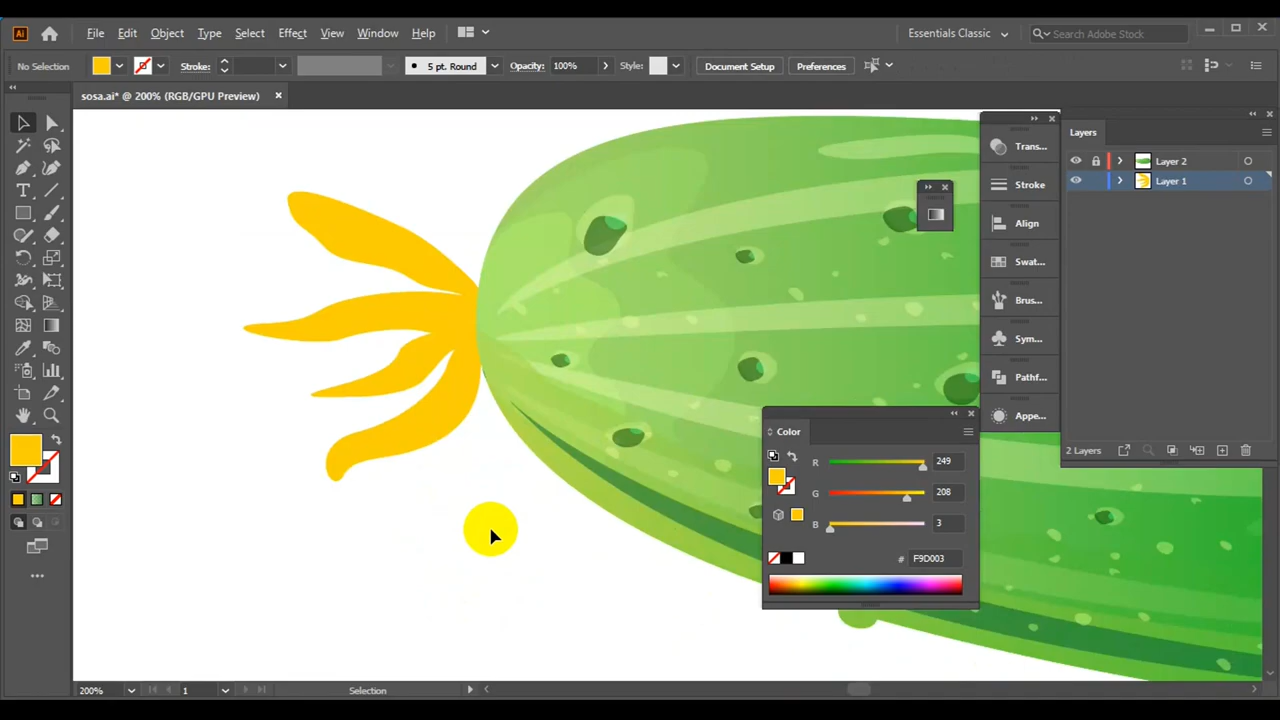 Ai File Edit Object Type Select Effect View Window Help Essentials Classic Search Adobe Stock
No Selection Stroke: 5 pt. Round Opacity: 100% Style: Document Setup Preferences
sosa.ai* @ 200% (RGB/GPU Preview)
Layers
Trans...
Layer 2
Layer 1
Stroke
Align
Swat...
Brus...
Sym...
Pathf...
Appe...
2 Layers
Color
R 249
G 208
B 3
# F9D003
200% 1 Selection